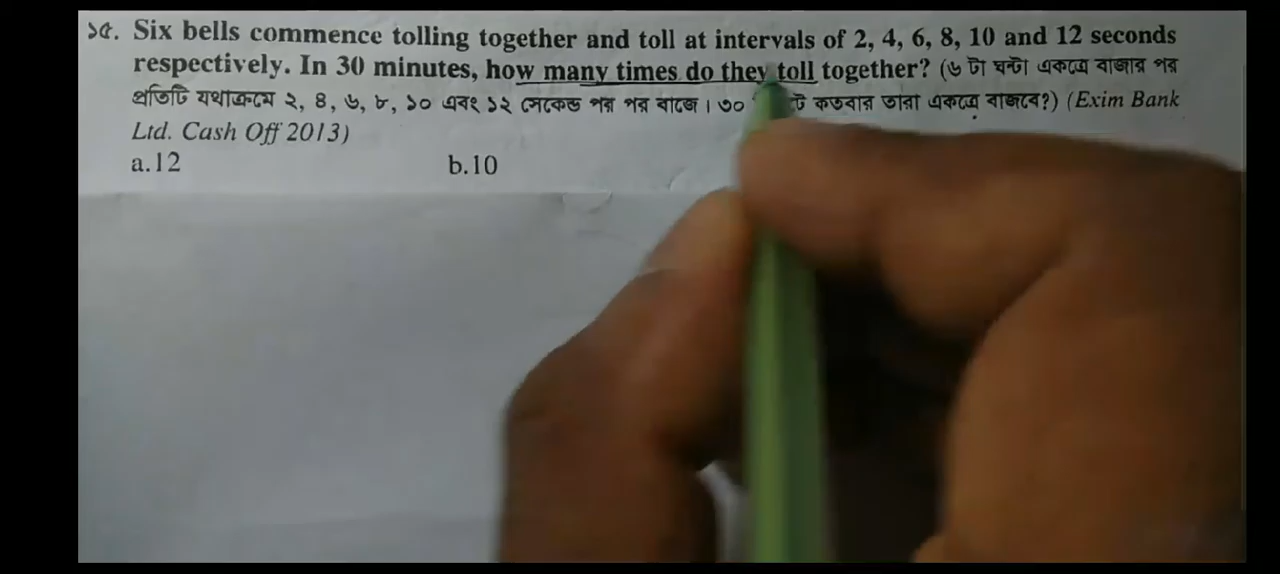 ১৫. Six bells commence tolling together and toll at intervals of 2, 4, 6, 8, 10 and 12 seconds
respectively. In 30 minutes, how many times do they toll together? (৬ টা ঘন্টা একত্রে বাজার পর
প্রতিটি যথাক্রমে ২, ৪, ৬, ৮, ১০ এবং ১২ সেকেন্ড পর পর বাজে। ৩০ কতবার তারা একত্রে বাজবে?) (Exim Bank
Ltd. Cash Off 2013)
a.12 b.10